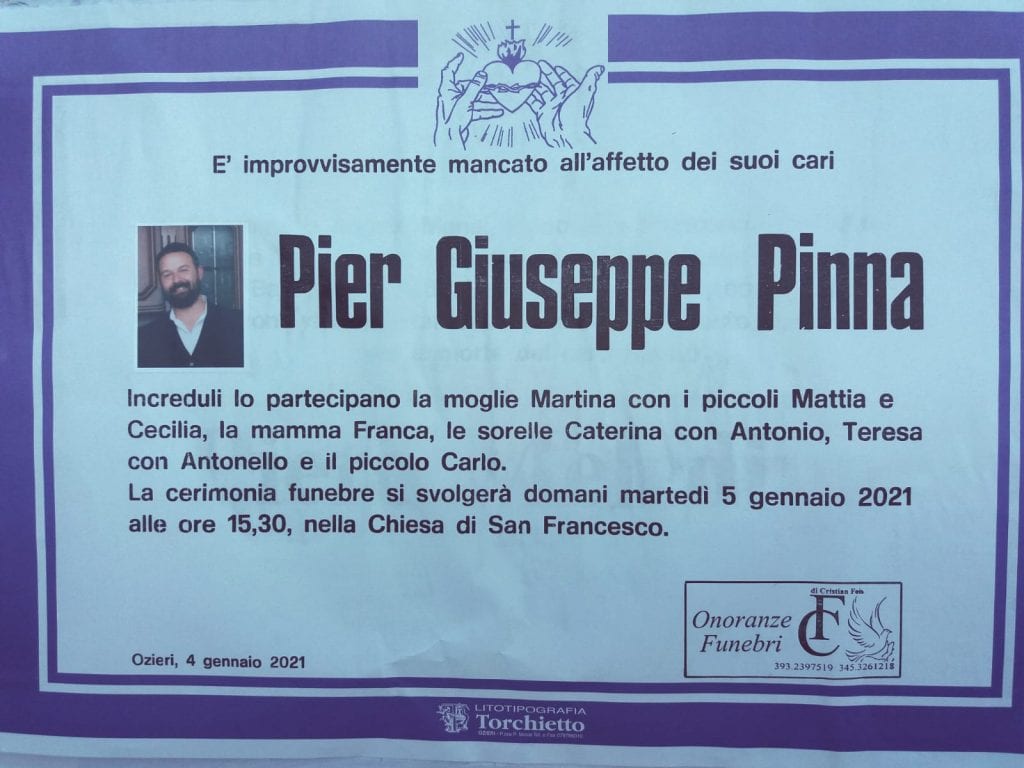 E' improvvisamente mancato all'affetto dei suoi cari
Pier Giuseppe Pinna
Increduli lo partecipano la moglie Martina con i piccoli Mattia e
Cecilia, la mamma Franca, le sorelle Caterina con Antonio, Teresa
con Antonello e il piccolo Carlo.
La cerimonia funebre si svolgerà domani martedì 5 gennaio 2021
alle ore 15,30, nella Chiesa di San Francesco.
Ozieri, 4 gennaio 2021
di Cristian Fois
Onoranze
Funebri
CF
393.2397519 345.3261218
LITOTIPOGRAFIA
Torchietto
OZIERI